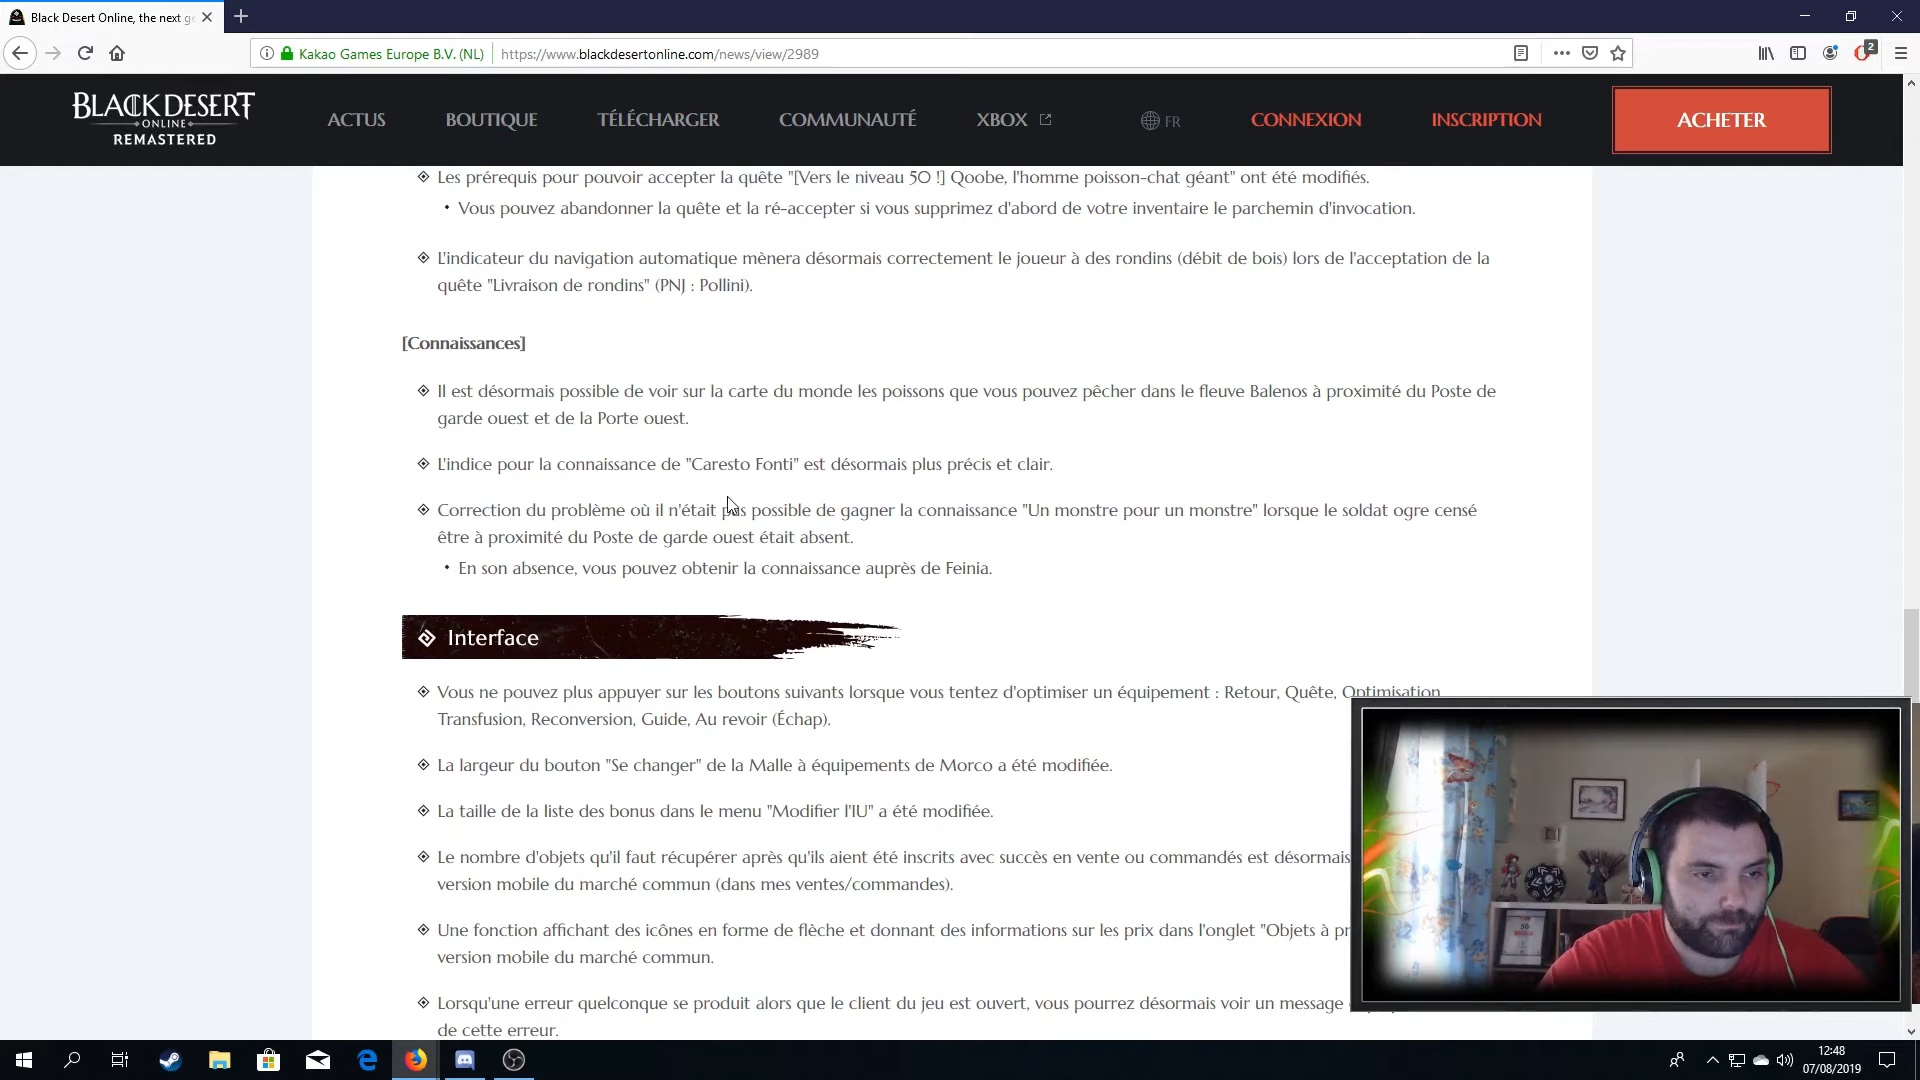 Black Desert Online, the next ge
Kakao Games Europe B.V. (NL)
https://www.blackdesertonline.com/news/view/2989
2
BLACK DESERT
ONLINE
REMASTERED
ACTUS
BOUTIQUE
TÉLÉCHARGER
COMMUNAUTÉ
XBOX
FR
CONNEXION
INSCRIPTION
ACHETER
Les prérequis pour pouvoir accepter la quête "[Vers le niveau 50 !] Qoobe, l'homme poisson-chat géant" ont été modifiés.
Vous pouvez abandonner la quête et la ré-accepter si vous supprimez d'abord de votre inventaire le parchemin d'invocation.
L'indicateur du navigation automatique mènera désormais correctement le joueur à des rondins (débit de bois) lors de l'acceptation de la
quête "Livraison de rondins" (PNJ : Pollini).
[Connaissances]
Il est désormais possible de voir sur la carte du monde les poissons que vous pouvez pêcher dans le fleuve Balenos à proximité du Poste de
garde ouest et de la Porte ouest.
L'indice pour la connaissance de "Caresto Fonti" est désormais plus précis et clair.
Correction du problème où il n'était pas possible de gagner la connaissance "Un monstre pour un monstre" lorsque le soldat ogre censé
être à proximité du Poste de garde ouest était absent.
En son absence, vous pouvez obtenir la connaissance auprès de Feinia.
Interface
Vous ne pouvez plus appuyer sur les boutons suivants lorsque vous tentez d'optimiser un équipement : Retour, Quête, Optimisation
Transfusion, Reconversion, Guide, Au revoir (Échap).
La largeur du bouton "Se changer" de la Malle à équipements de Morco a été modifiée.
La taille de la liste des bonus dans le menu "Modifier l'IU" a été modifiée.
Le nombre d'objets qu'il faut récupérer après qu'ils aient été inscrits avec succès en vente ou commandés est désormais
version mobile du marché commun (dans mes ventes/commandes).
Une fonction affichant des icônes en forme de flèche et donnant des informations sur les prix dans l'onglet "Objets à pr
version mobile du marché commun.
Lorsqu'une erreur quelconque se produit alors que le client du jeu est ouvert, vous pourrez désormais voir un message
de cette erreur.
50
12:48
07/08/2019